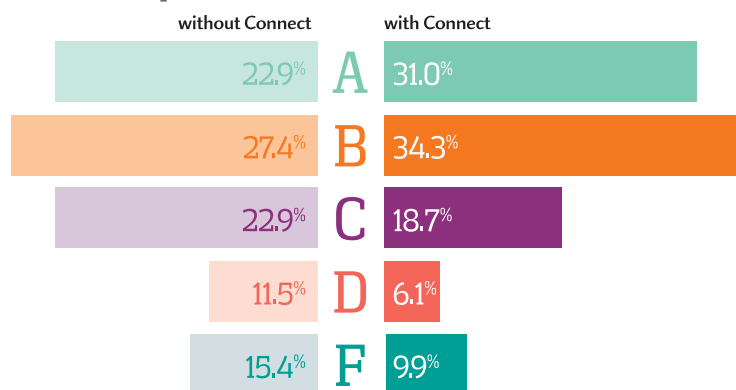 without Connect with Connect
22.9% A 31.0%
27.4% B 34.3%
22.9% C 18.7%
11.5% D 6.1%
15.4% F 9.9%